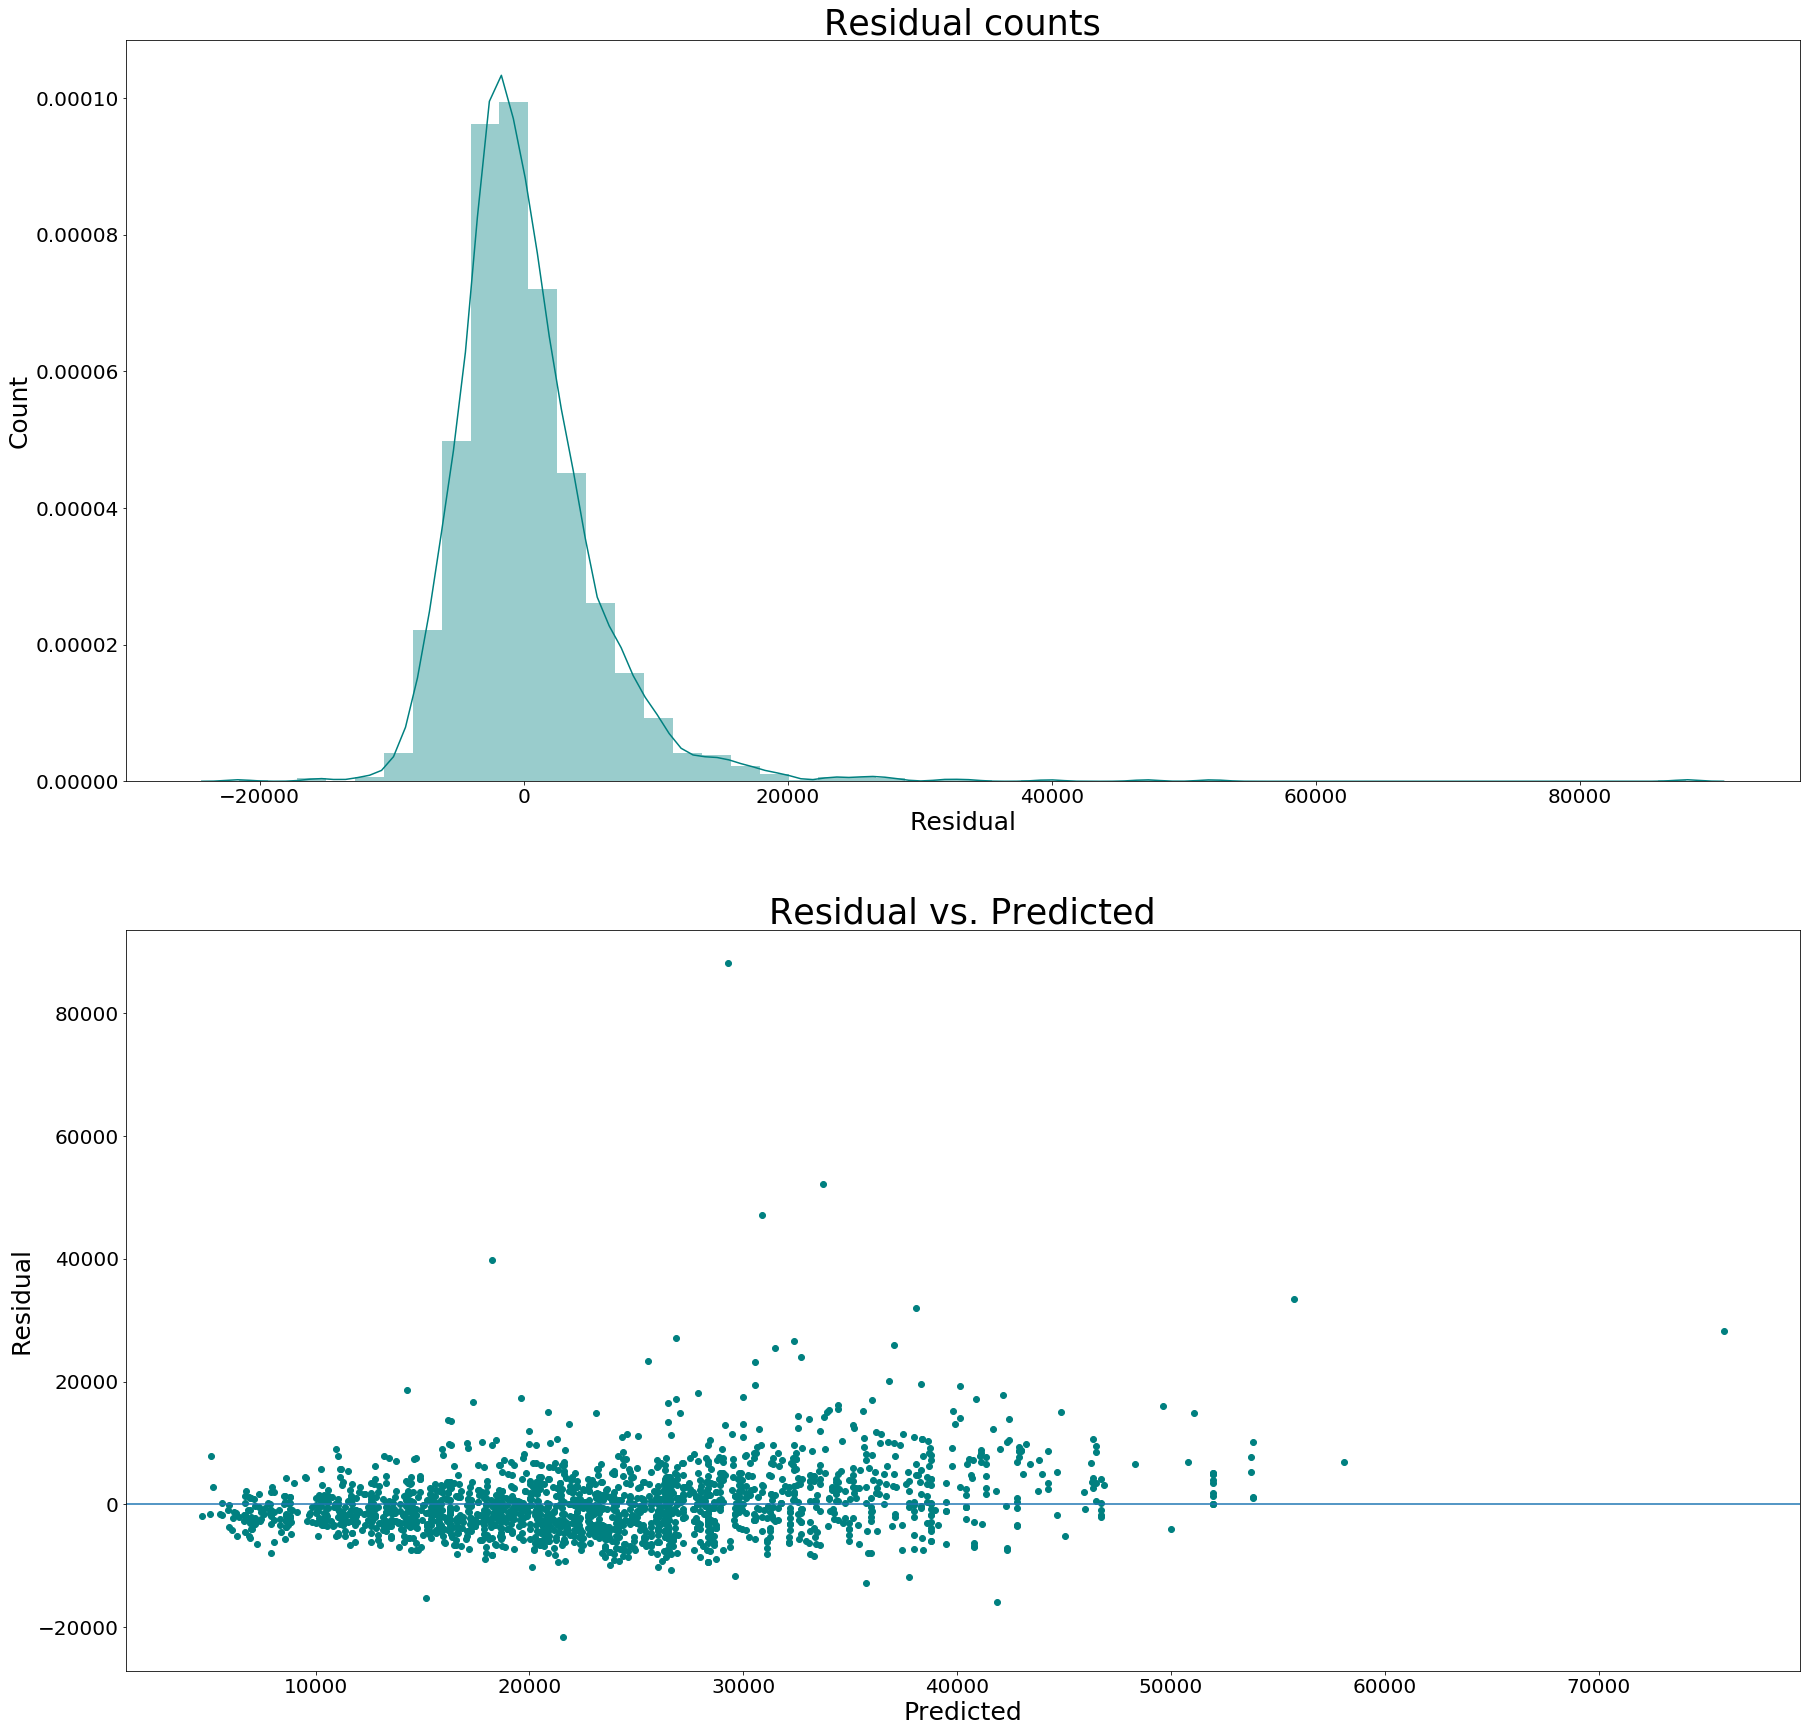 Residual counts
0.00010
0.00008
0.00006
0.00004
0.00002
0.00000
Count
−20000 0 20000 40000 60000 80000
Residual
Residual vs. Predicted
80000
60000
40000
20000
0
−20000
Residual
10000 20000 30000 40000 50000 60000 70000
Predicted